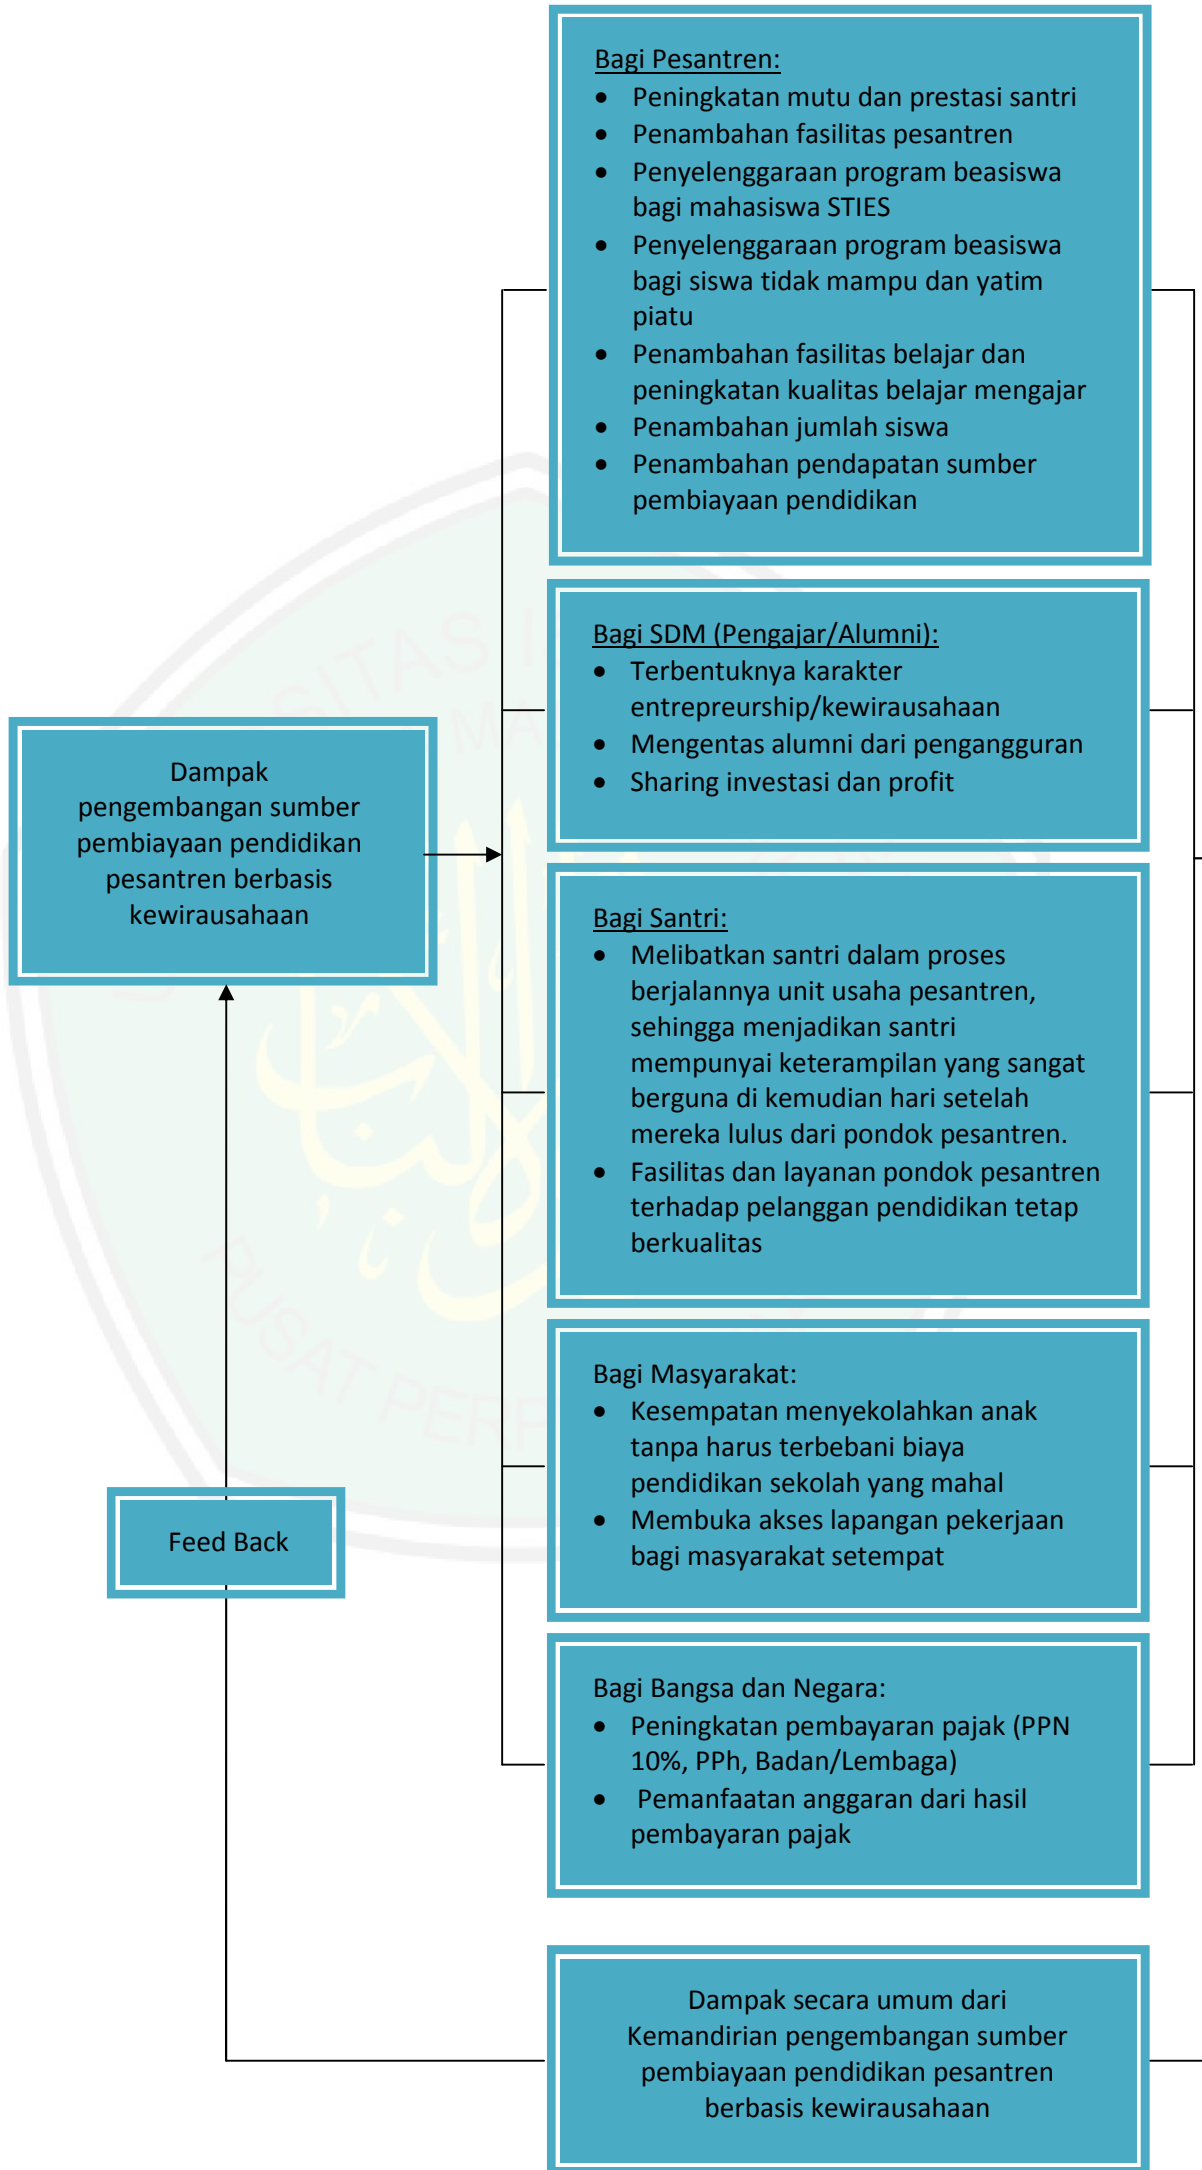 Bagi Pesantren:
• Peningkatan mutu dan prestasi santri
• Penambahan fasilitas pesantren
• Penyelenggaraan program beasiswa
bagi mahasiswa STIES
• Penyelenggaraan program beasiswa
bagi siswa tidak mampu dan yatim
piatu
• Penambahan fasilitas belajar dan
peningkatan kualitas belajar mengajar
• Penambahan jumlah siswa
• Penambahan pendapatan sumber
pembiayaan pendidikan
Bagi SDM (Pengajar/Alumni):
• Terbentuknya karakter
entrepreurship/kewirausahaan
• Mengentas alumni dari pengangguran
• Sharing investasi dan profit
Dampak
pengembangan sumber
pembiayaan pendidikan
pesantren berbasis
kewirausahaan
Bagi Santri:
• Melibatkan santri dalam proses
berjalannya unit usaha pesantren,
sehingga menjadikan santri
mempunyai keterampilan yang sangat
berguna di kemudian hari setelah
mereka lulus dari pondok pesantren.
• Fasilitas dan layanan pondok pesantren
terhadap pelanggan pendidikan tetap
berkualitas
Bagi Masyarakat:
• Kesempatan menyekolahkan anak
tanpa harus terbebani biaya
pendidikan sekolah yang mahal
• Membuka akses lapangan pekerjaan
bagi masyarakat setempat
Feed Back
Bagi Bangsa dan Negara:
• Peningkatan pembayaran pajak (PPN
10%, PPh, Badan/Lembaga)
• Pemanfaatan anggaran dari hasil
pembayaran pajak
Dampak secara umum dari
Kemandirian pengembangan sumber
pembiayaan pendidikan pesantren
berbasis kewirausahaan
PUSAT